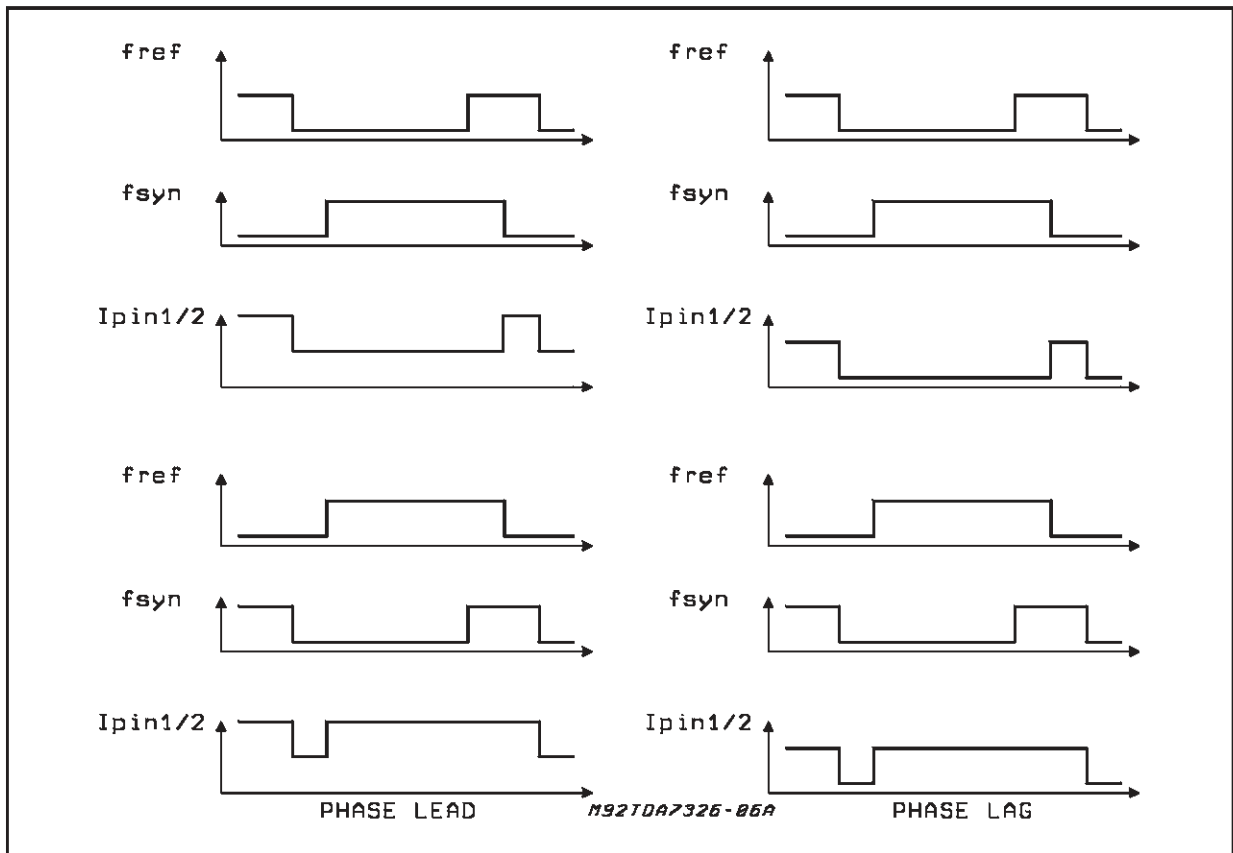 fref fref
fsyn fsyn
Ipin1/2 Ipin1/2
fref fref
fsyn fsyn
Ipin1/2 Ipin1/2
PHASE LEAD M92TDA7326-06A PHASE LAG